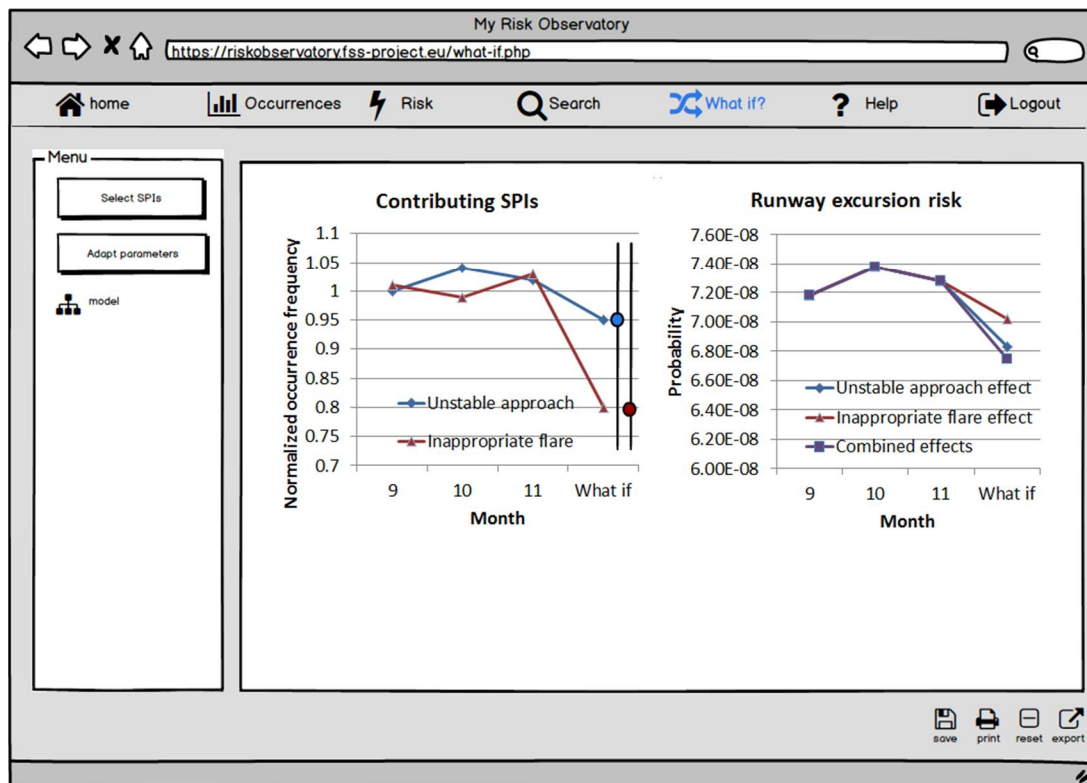 My Risk Observatory
https://riskobservatory.fss-project.eu/what-if.php
home Occurrences Risk Search What if? ? Help Logout
Menu
Select SPIs
Adapt parameters
model
Contributing SPIs
Normalized occurrence frequency
1.1
1.05
1
0.95
0.9
0.85
0.8
0.75
0.7
Unstable approach
Inappropriate flare
9 10 11 What if
Month
Runway excursion risk
Probability
7.60E-08
7.40E-08
7.20E-08
7.00E-08
6.80E-08
6.60E-08
6.40E-08
6.20E-08
6.00E-08
Unstable approach effect
Inappropriate flare effect
Combined effects
9 10 11 What if
Month
save print reset export